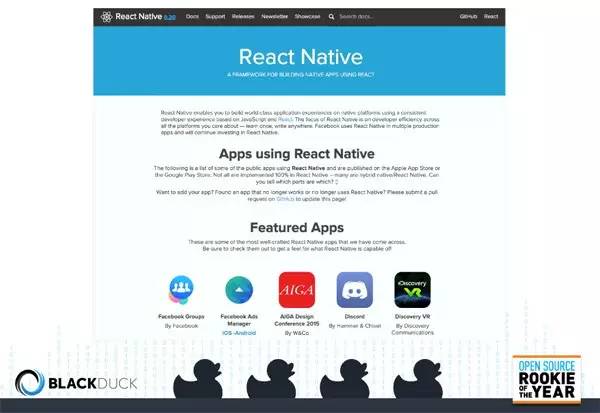 React Native 0.20 Docs Support Releases Newsletter Showcase Search docs... GitHub React
React Native
A FRAMEWORK FOR BUILDING NATIVE APPS USING REACT
React Native enables you to build world-class application experiences on native platforms using a consistent
developer experience based on JavaScript and React. The focus of React Native is on developer efficiency across
all the platforms you care about — learn once, write anywhere. Facebook uses React Native in multiple production
apps and will continue investing in React Native.
Apps using React Native
The following is a list of some of the public apps using React Native and are published on the Apple App Store or
the Google Play Store. Not all are implemented 100% in React Native – many are hybrid native/React Native. Can
you tell which parts are which? :)
Want to add your app? Found an app that no longer works or no longer uses React Native? Please submit a pull
request on GitHub to update this page!
Featured Apps
These are some of the most well-crafted React Native apps that we have come across.
Be sure to check them out to get a feel for what React Native is capable of!
AIGA
Discovery
VR
Facebook Groups Facebook Ads AIGA Design Discord Discovery VR
By Facebook Manager Conference 2015 By Hammer & Chisel By Discovery
iOS - Android By W&Co Communications
BLACKDUCK
OPEN SOURCE
ROOKIE
OF THE YEAR